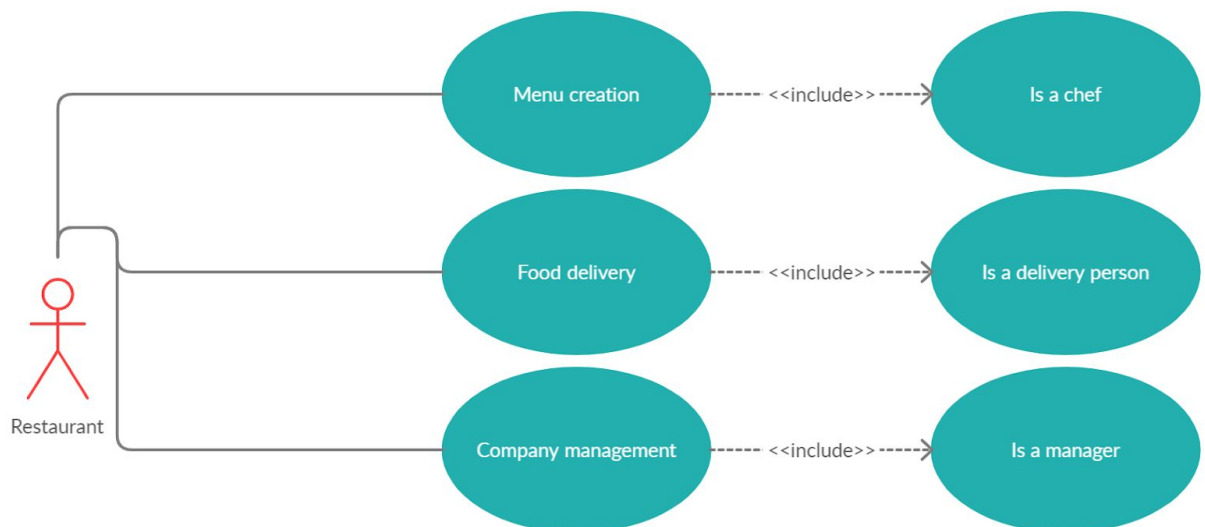 Menu creation
<<include>>
Is a chef
Food delivery
<<include>>
Is a delivery person
Restaurant
Company management
<<include>>
Is a manager